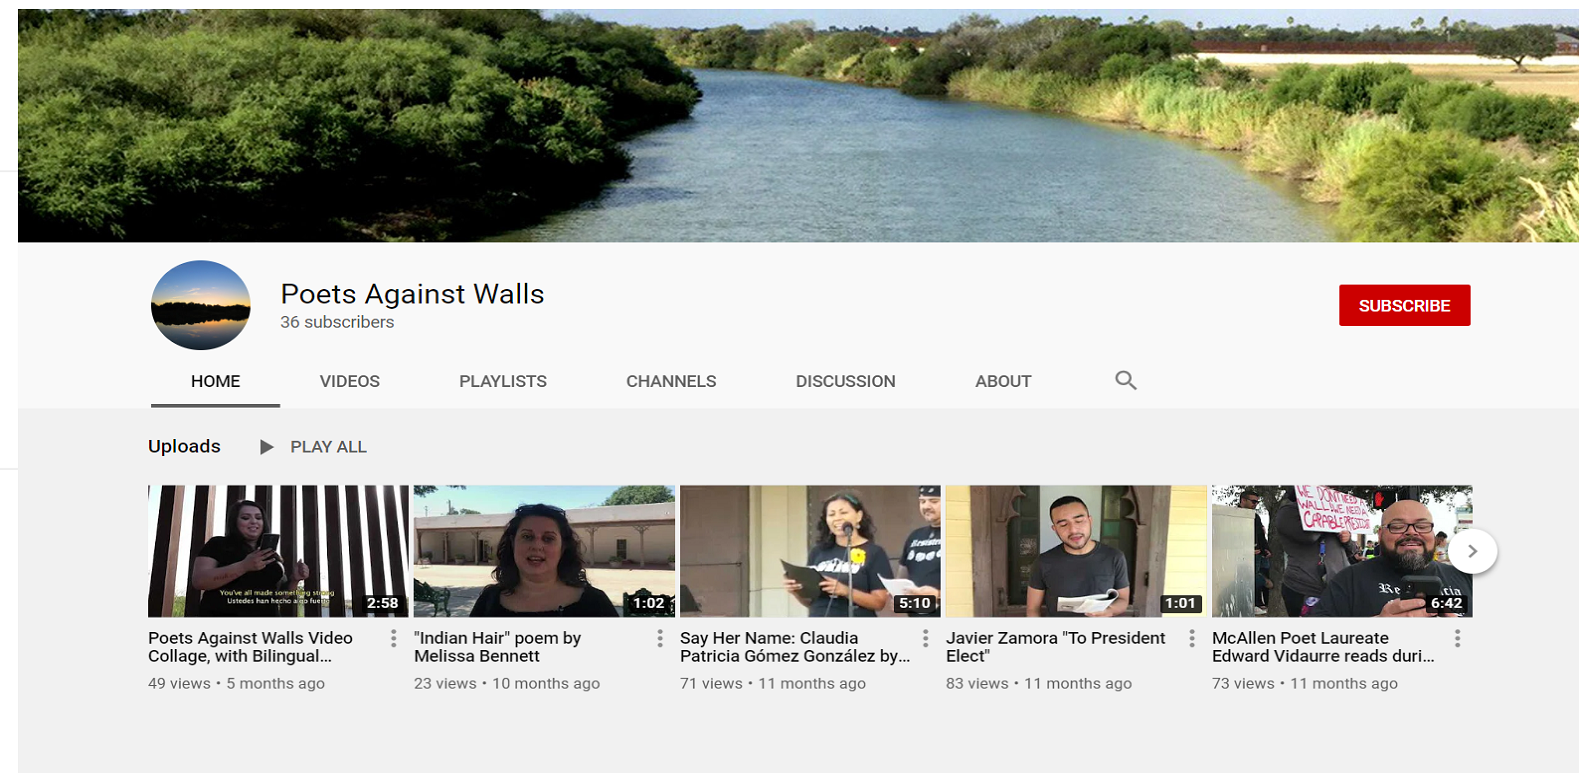 Poets Against Walls
36 subscribers
SUBSCRIBE
HOME VIDEOS PLAYLISTS CHANNELS DISCUSSION ABOUT
Uploads PLAY ALL
You've all made something strong
Ustedes han hecho algo fuerte
2:58
1:02
5:10
1:01
WE DON'T NEED A
WALL WE NEED A
CAPABLE PRESIDENT
6:42
Poets Against Walls Video
Collage, with Bilingual...
49 views • 5 months ago
"Indian Hair" poem by
Melissa Bennett
23 views • 10 months ago
Say Her Name: Claudia
Patricia Gómez González by...
71 views • 11 months ago
Javier Zamora "To President
Elect"
83 views • 11 months ago
McAllen Poet Laureate
Edward Vidaurre reads duri...
73 views • 11 months ago